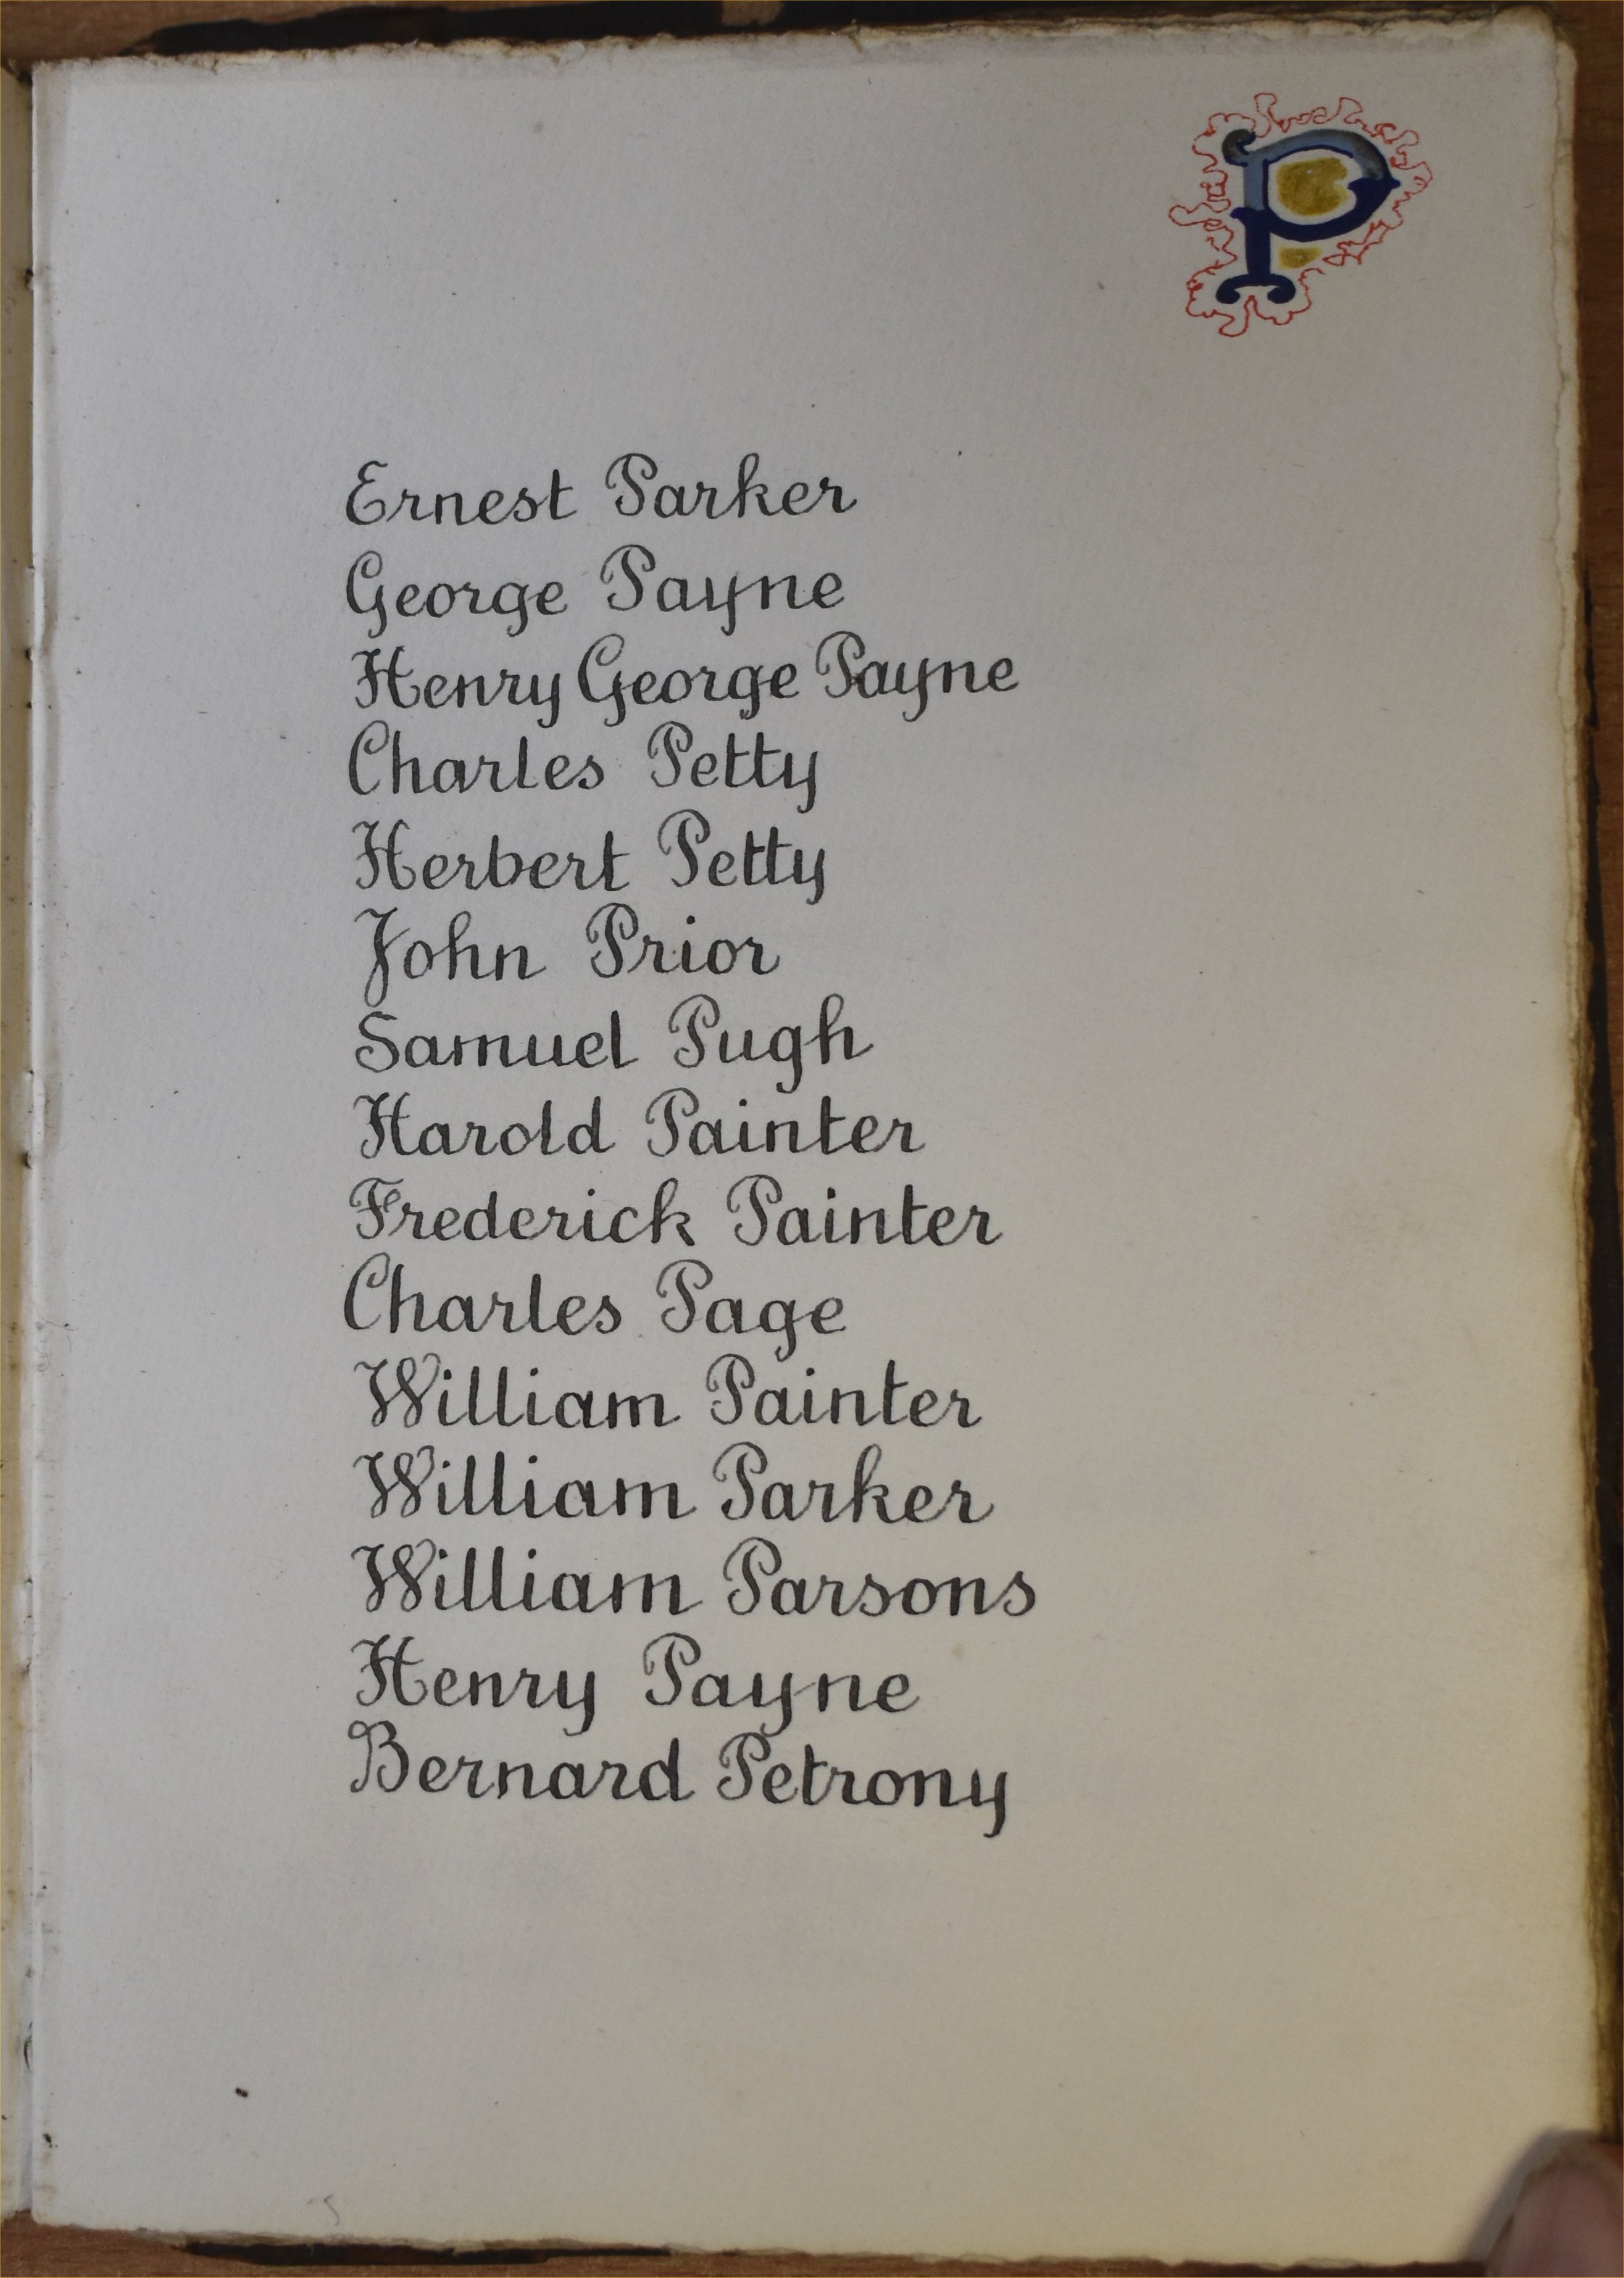 P
Ernest Parker
George Payne
Henry George Payne
Charles Petty
Herbert Petty
John Prior
Samuel Pugh
Harold Painter
Frederick Painter
Charles Page
William Painter
William Parker
William Parsons
Henry Payne
Bernard Petrony